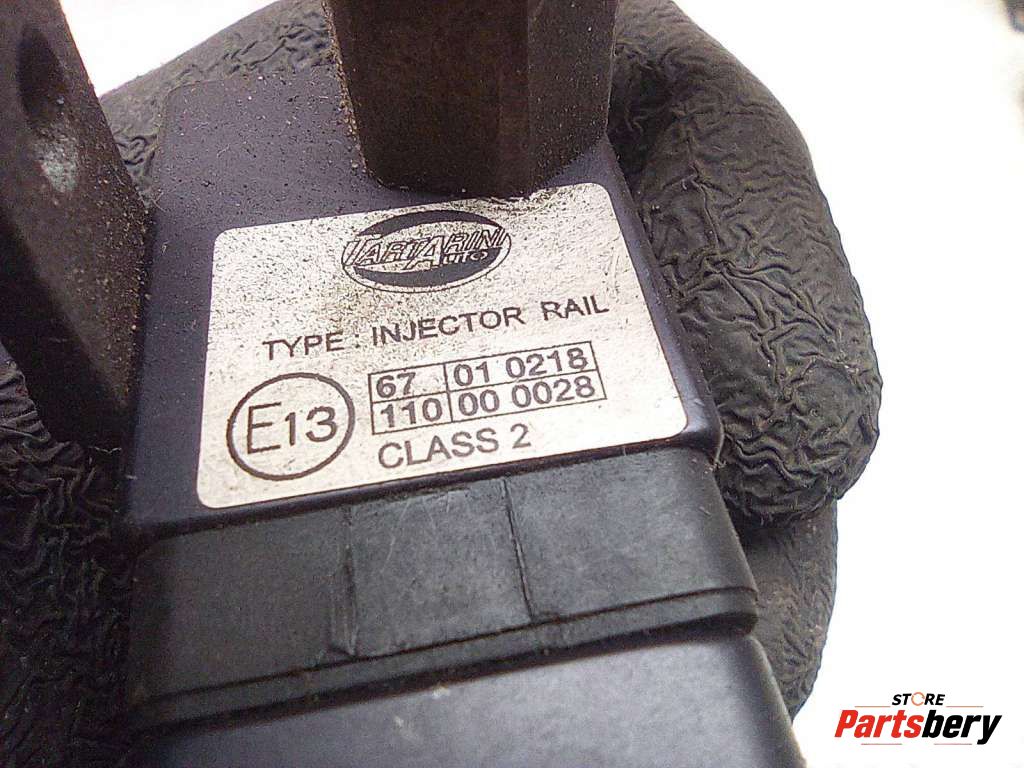 TARTARINI
AUTO
TYPE : INJECTOR RAIL
E13
67 01 0218
110 00 0028
CLASS 2
STORE
Partsbery